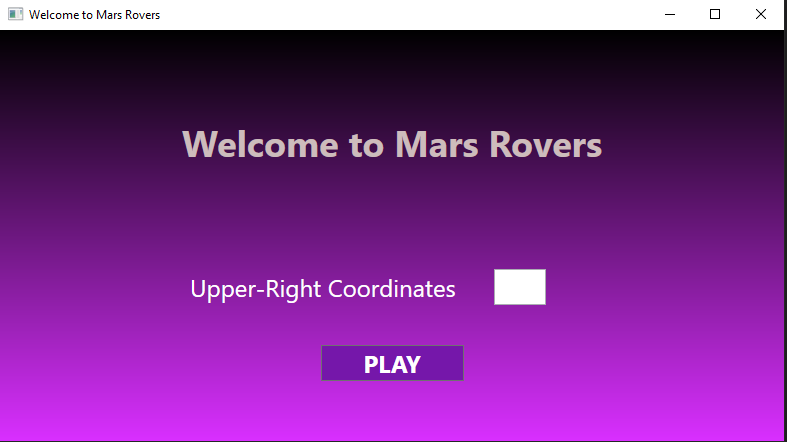 Welcome to Mars Rovers
Welcome to Mars Rovers
Upper-Right Coordinates
PLAY